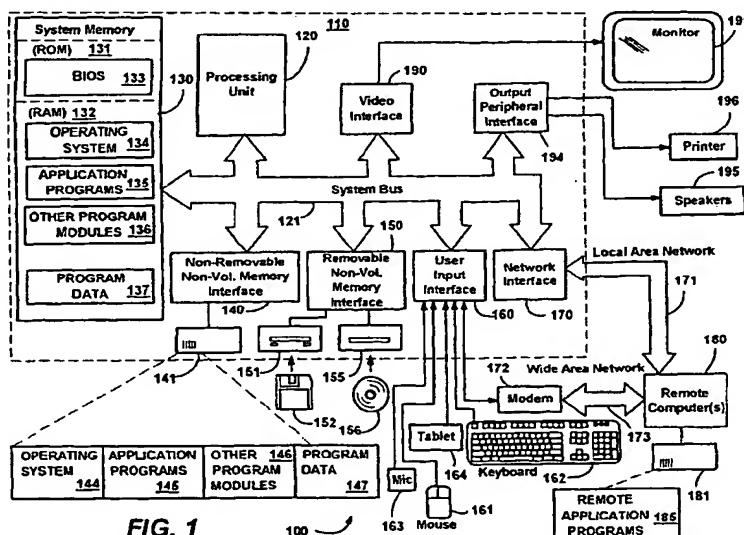 System Memory
(ROM) 131
BIOS 133
(RAM) 132
OPERATING
SYSTEM 134
APPLICATION
PROGRAMS 135
OTHER PROGRAM
MODULES 136
PROGRAM
DATA 137
130
120
110
Processing
Unit
190
Video
Interface
Output
Peripheral
Interface
194
Monitor
196
Printer
195
Speakers
System Bus
121
Non-Removable
Non-Vol. Memory
Interface
140
150
Removable
Non-Vol.
Memory
Interface
User
Input
Interface
160
Network
Interface
170
Local Area Network
171
141
151
152
155
156
Wide Area Network
172
Modem
173
180
Remote
Computer(s)
181
Tablet
164
Keyboard
162
Mic
163
Mouse
161
OPERATING
SYSTEM 144
APPLICATION
PROGRAMS
145
OTHER
PROGRAM
MODULES
146
PROGRAM
DATA
147
REMOTE
APPLICATION
PROGRAMS 185
FIG. 1
100